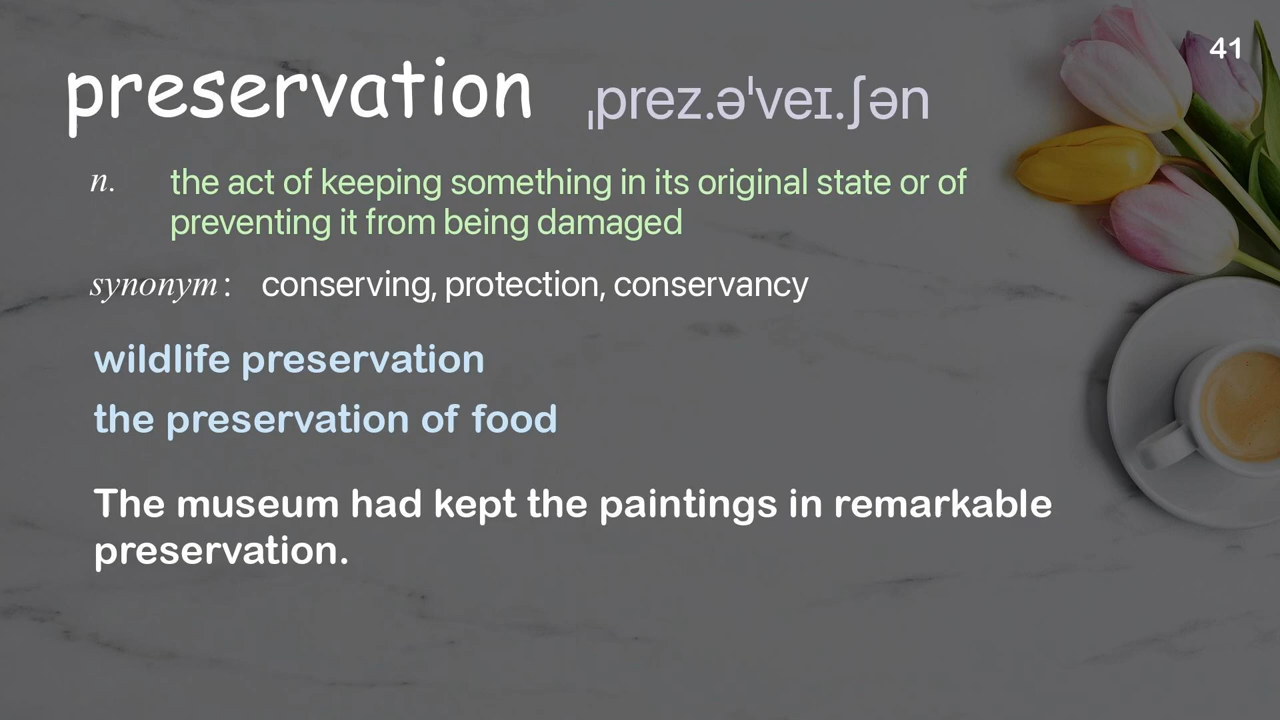 41
preservation ˌprez.əˈveɪ.ʃən
n. the act of keeping something in its original state or of
preventing it from being damaged
synonym: conserving, protection, conservancy
wildlife preservation
the preservation of food
The museum had kept the paintings in remarkable
preservation.